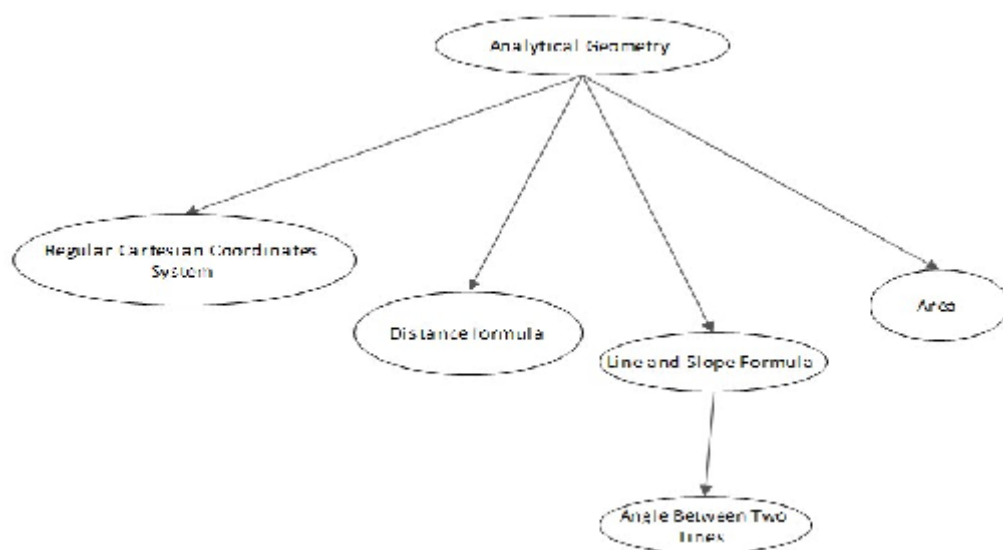 Analytical Geometry
Regular Cartesian Coordinates
System
Distance formula
Line and Slope Formula
Area
Angle Between Two
Lines